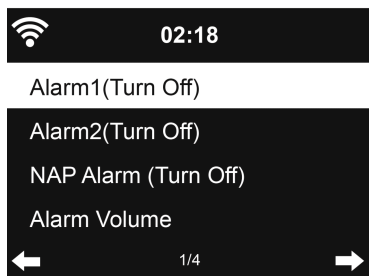 02:18
Alarm1(Turn Off)
Alarm2(Turn Off)
NAP Alarm (Turn Off)
Alarm Volume
1/4